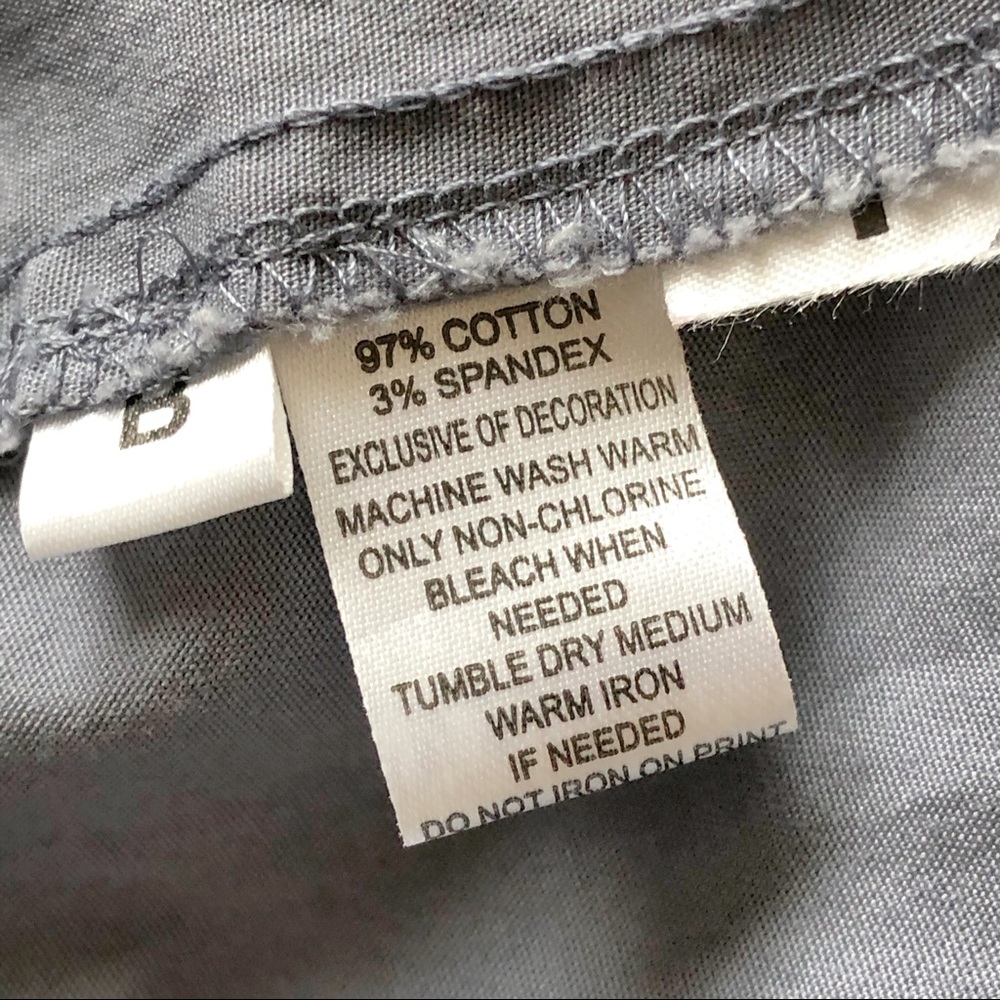 97% COTTON
3% SPANDEX
EXCLUSIVE OF DECORATION
MACHINE WASH WARM
ONLY NON-CHLORINE
BLEACH WHEN
NEEDED
TUMBLE DRY MEDIUM
WARM IRON
IF NEEDED
DO NOT IRON ON PRINT
B